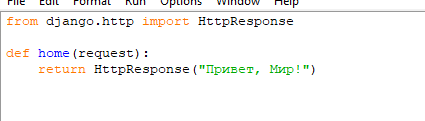 File Edit Format Run Options Window Help
from django.http import HttpResponse
def home(request):
    return HttpResponse("Привет, Мир!")